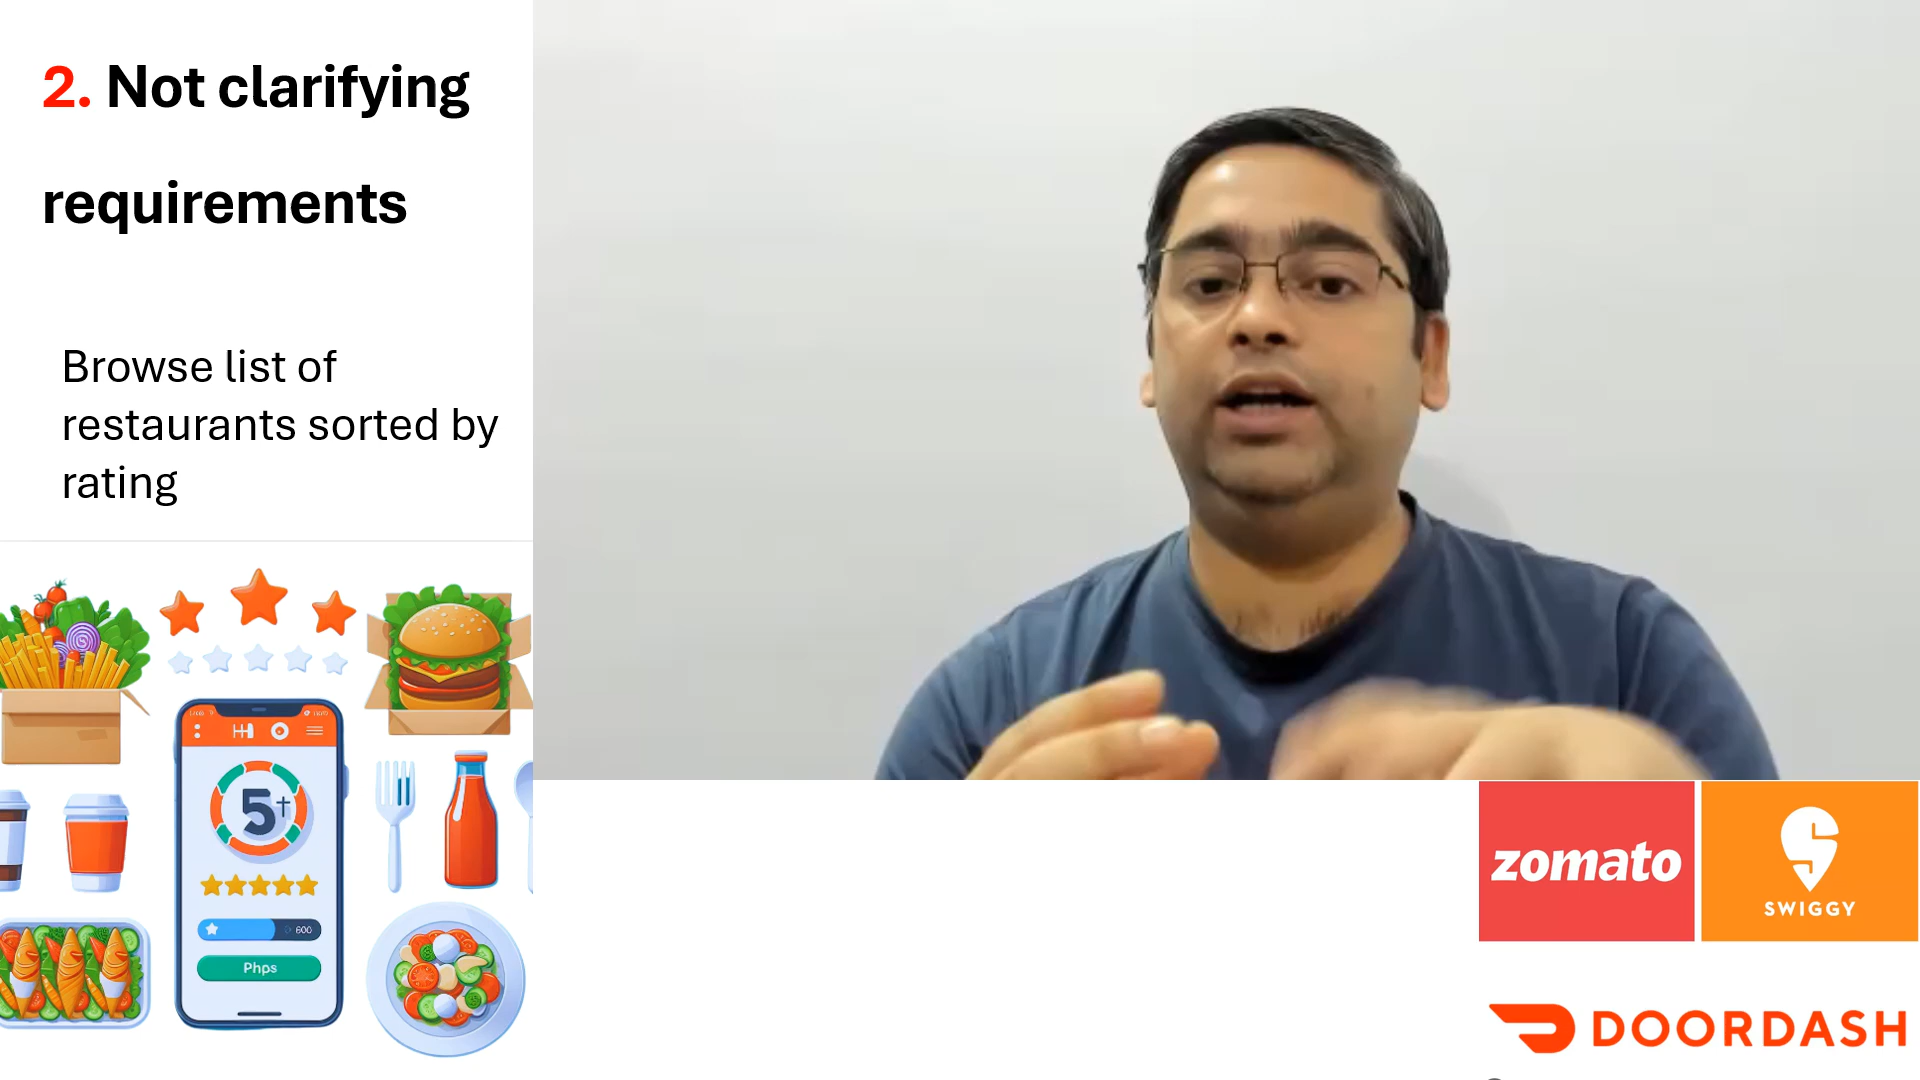 2. Not clarifying
requirements
Browse list of
restaurants sorted by
rating
5
600
Phps
zomato
SWIGGY
DOORDASH